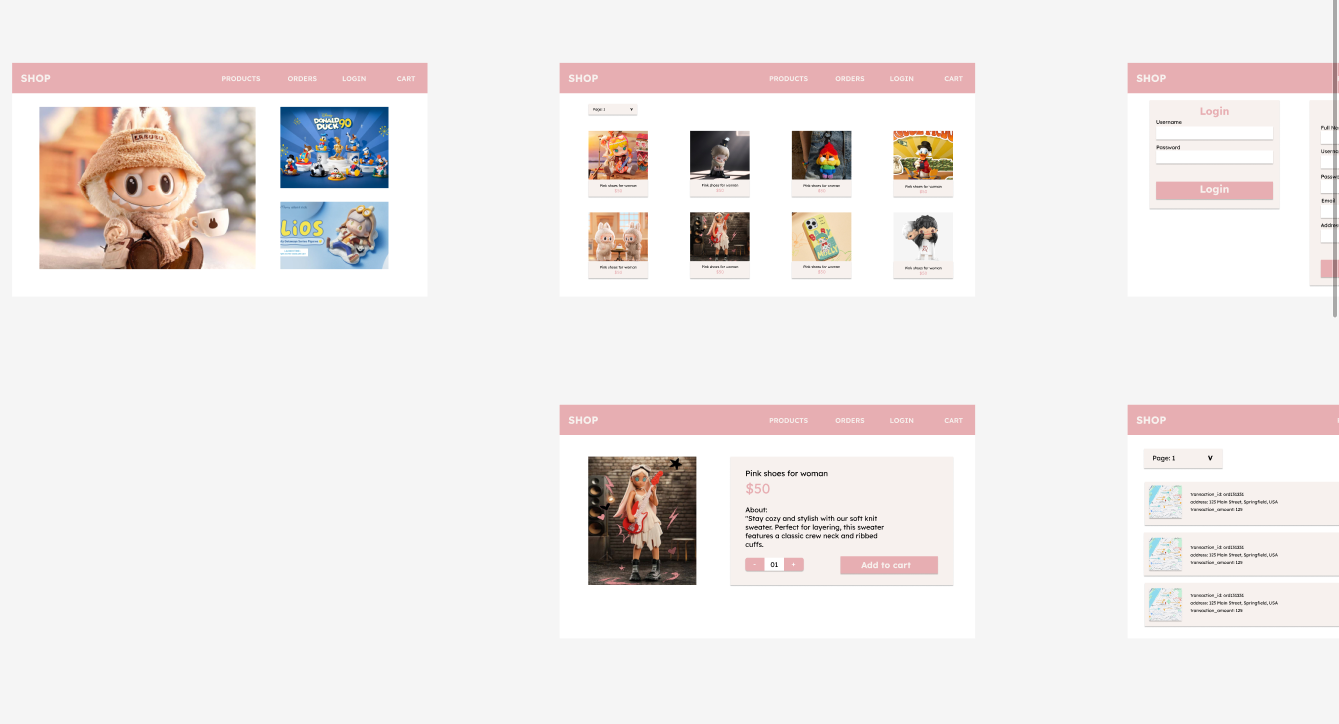 SHOP PRODUCTS ORDERS LOGIN CART
DONALD
DUCK 90
LiOS
SHOP PRODUCTS ORDERS LOGIN CART
Page: 1 v
Pink shoes for woman
$50
Pink shoes for woman
$50
Pink shoes for woman
$50
Pink shoes for woman
$50
Pink shoes for woman
$50
Pink shoes for woman
$50
Pink shoes for woman
$50
Pink shoes for woman
$50
SHOP
Login
Username
Password
Login
Full Na
Userna
Passwo
Email
Addres
SHOP PRODUCTS ORDERS LOGIN CART
Pink shoes for woman
$50
About:
"Stay cozy and stylish with our soft knit
sweater. Perfect for layering, this sweater
features a classic crew neck and ribbed
cuffs.
- 01 +
Add to cart
SHOP
Page: 1 v
transaction_id: ord131331
address: 123 Main Street, Springfield, USA
transaction_amount: 125
transaction_id: ord131331
address: 123 Main Street, Springfield, USA
transaction_amount: 125
transaction_id: ord131331
address: 123 Main Street, Springfield, USA
transaction_amount: 125